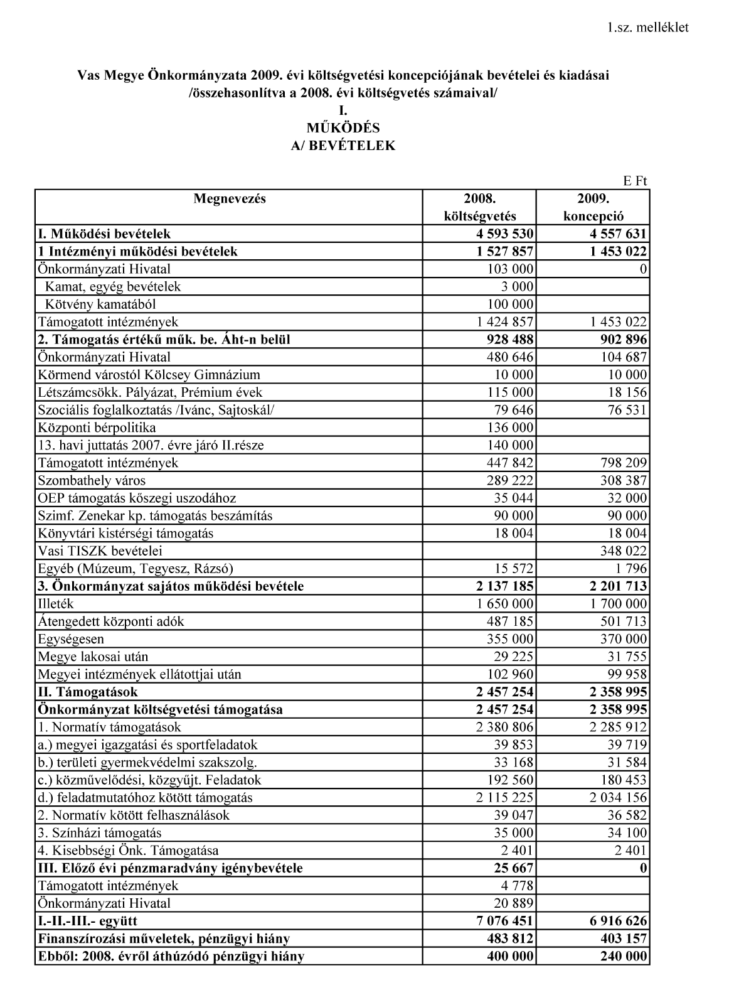 1.sz. melléklet
Vas Megye Önkormányzata 2009. évi költségvetési koncepciójának bevételei és kiadásai
/összehasonlítva a 2008. évi költségvetés számaival/
I.
MŰKÖDÉS
A/ BEVÉTELEK
E Ft
Megnevezés 2008. 2009.
költségvetés koncepció
I. Működési bevételek 4 593 530 4 557 631
1 Intézményi működési bevételek 1 527 857 1 453 022
Önkormányzati Hivatal 103 000 0
Kamat, egyég bevételek 3 000
Kötvény kamatából 100 000
Támogatott intézmények 1 424 857 1 453 022
2. Támogatás értékű műk. be. Áht-n belül 928 488 902 896
Önkormányzati Hivatal 480 646 104 687
Körmend várostól Kölcsey Gimnázium 10 000 10 000
Létszámcsökk. Pályázat, Prémium évek 115 000 18 156
Szociális foglalkoztatás /Ivánc, Sajtoskál/ 79 646 76 531
Központi bérpolitika 136 000
13. havi juttatás 2007. évre járó II.része 140 000
Támogatott intézmények 447 842 798 209
Szombathely város 289 222 308 387
OEP támogatás kőszegi uszodához 35 044 32 000
Szimf. Zenekar kp. támogatás beszámítás 90 000 90 000
Könyvtári kistérségi támogatás 18 004 18 004
Vasi TISZK bevételei 348 022
Egyéb (Múzeum, Tegyesz, Rázsó) 15 572 1 796
3. Önkormányzat sajátos működési bevétele 2 137 185 2 201 713
Illeték 1 650 000 1 700 000
Átengedett központi adók 487 185 501 713
Egységesen 355 000 370 000
Megye lakosai után 29 225 31 755
Megyei intézmények ellátottjai után 102 960 99 958
II. Támogatások 2 457 254 2 358 995
Önkormányzat költségvetési támogatása 2 457 254 2 358 995
1. Normatív támogatások 2 380 806 2 285 912
a.) megyei igazgatási és sportfeladatok 39 853 39 719
b.) területi gyermekvédelmi szakszolg. 33 168 31 584
c.) közművelődési, közgyűjt. Feladatok 192 560 180 453
d.) feladatmutatóhoz kötött támogatás 2 115 225 2 034 156
2. Normatív kötött felhasználások 39 047 36 582
3. Színházi támogatás 35 000 34 100
4. Kisebbségi Önk. Támogatása 2 401 2 401
III. Előző évi pénzmaradvány igénybevétele 25 667 0
Támogatott intézmények 4 778
Önkormányzati Hivatal 20 889
I.-II.-III.- együtt 7 076 451 6 916 626
Finanszírozási műveletek, pénzügyi hiány 483 812 403 157
Ebből: 2008. évről áthúzódó pénzügyi hiány 400 000 240 000